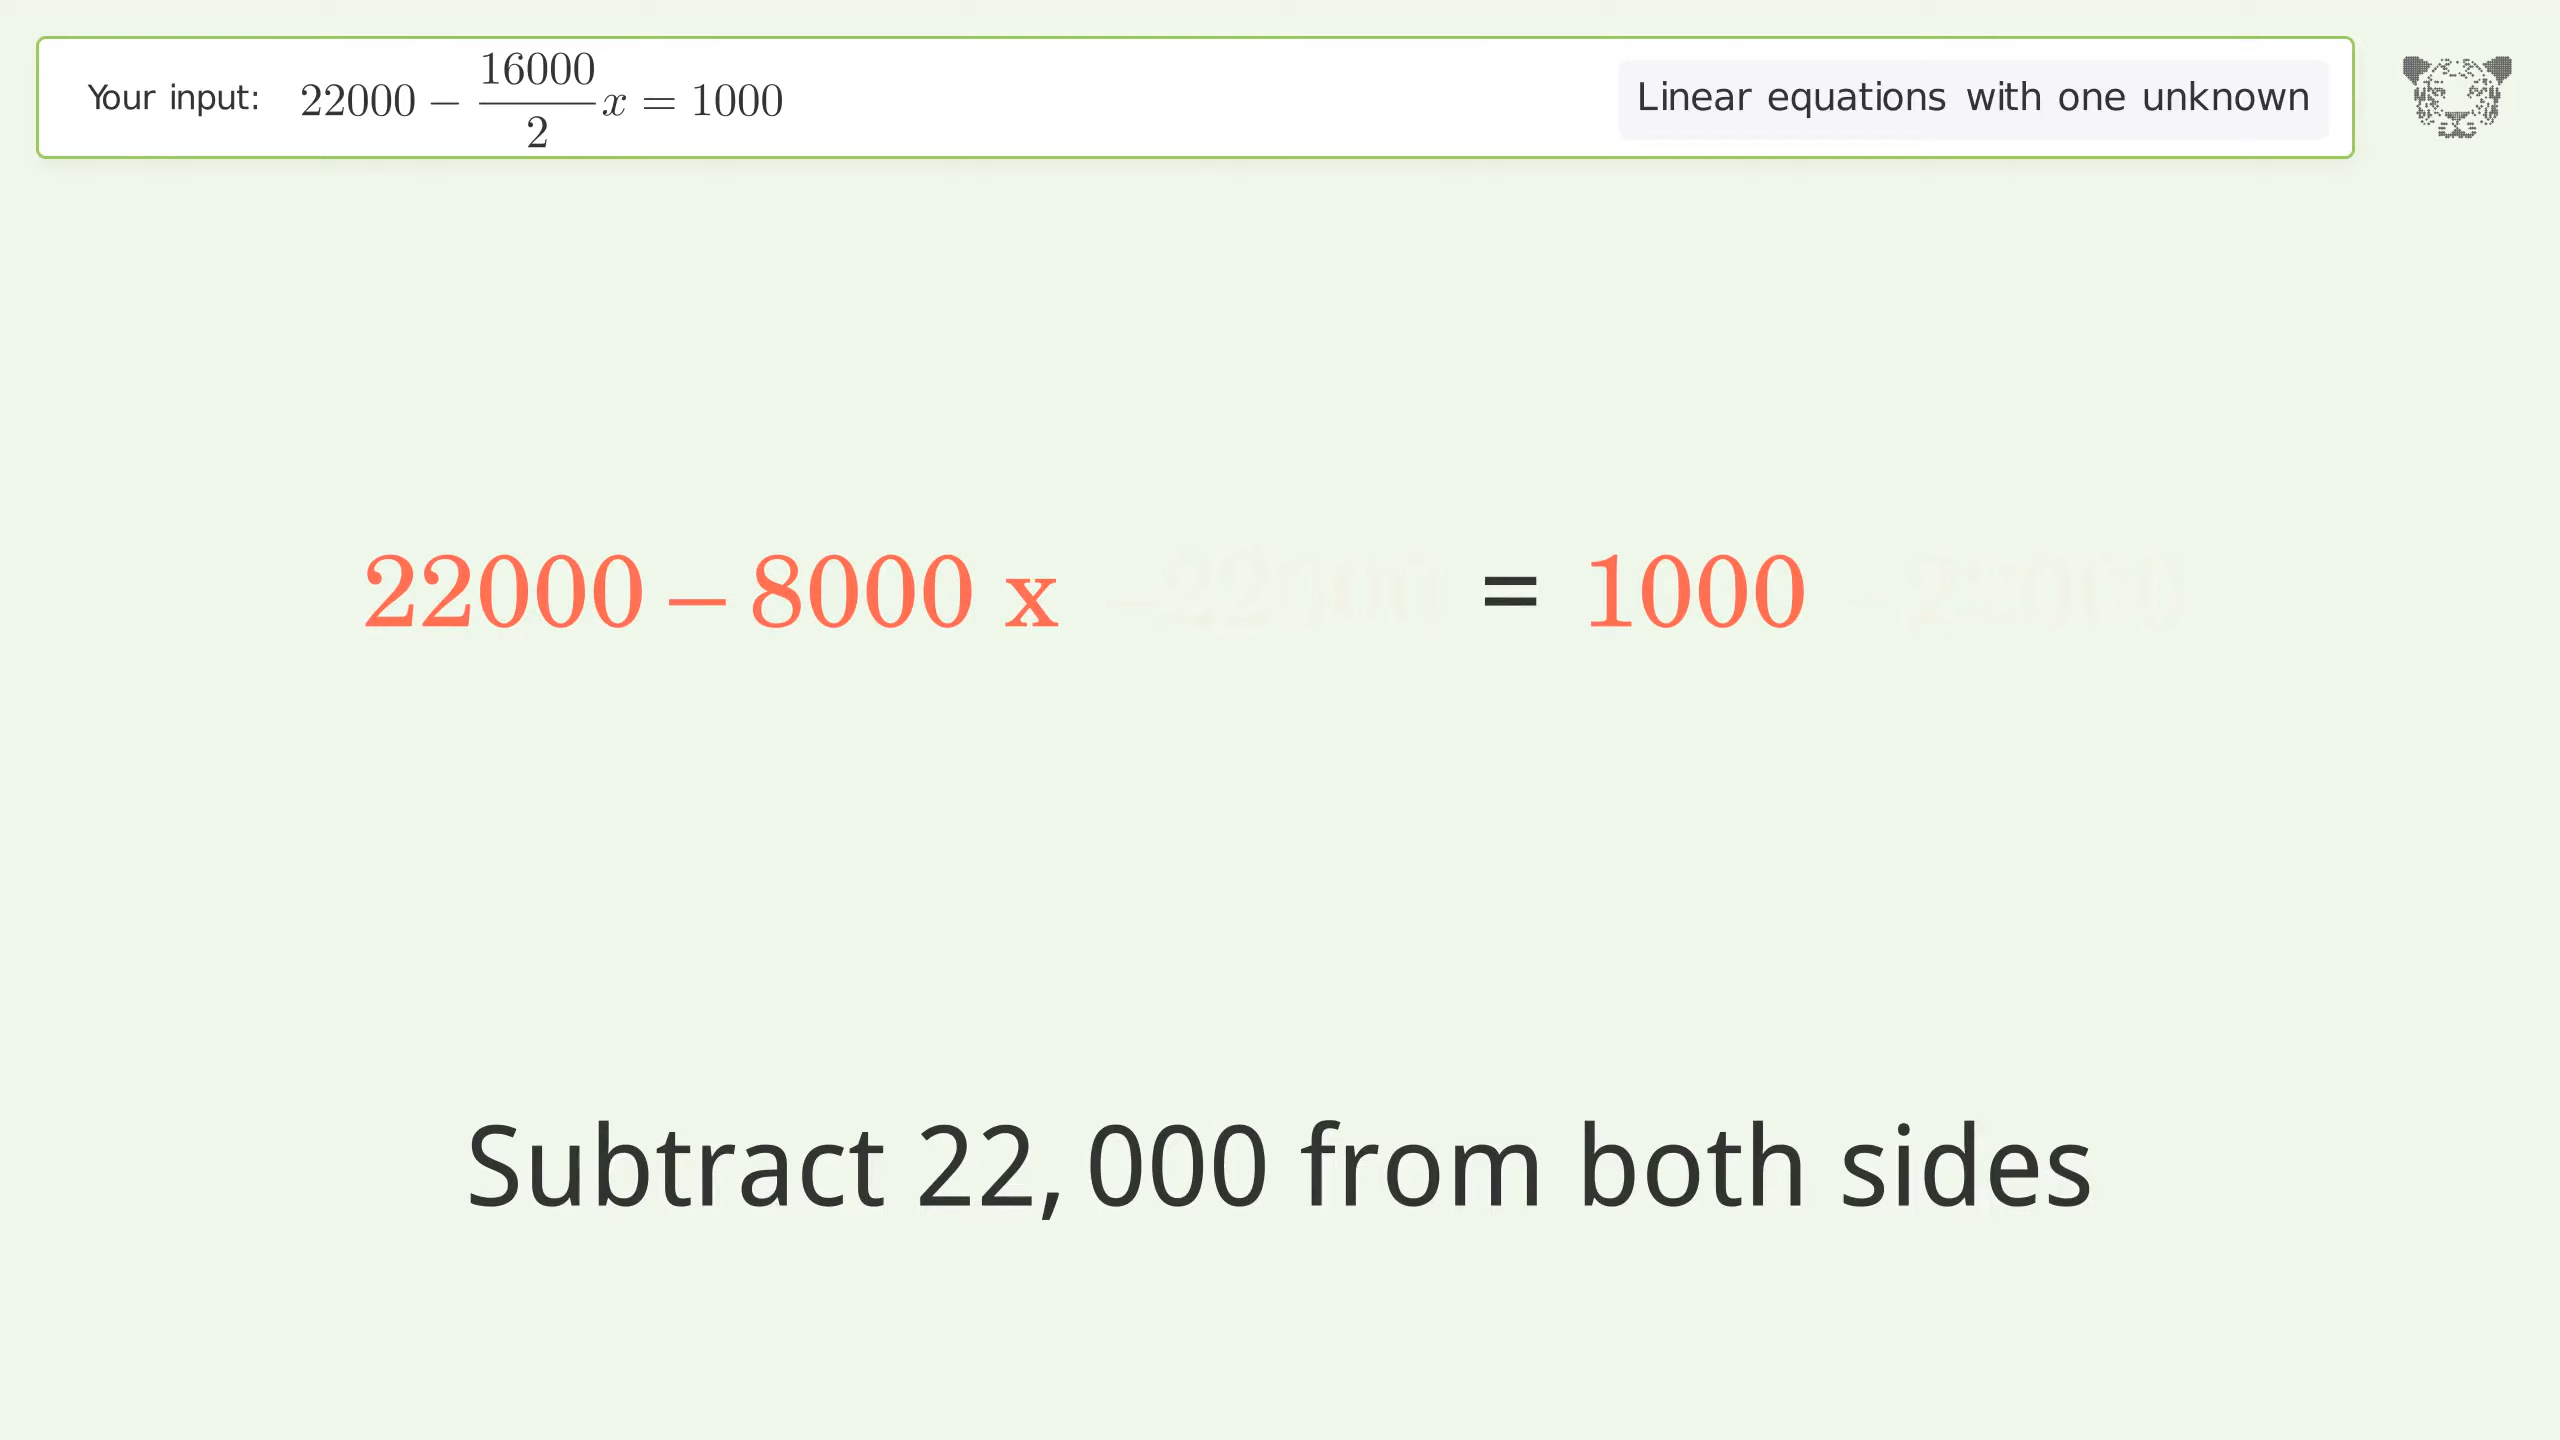 Your input: 22000 − \frac{16000}{2}x = 1000
Linear equations with one unknown
22000 − 8000 x = 1000
Subtract 22, 000 from both sides